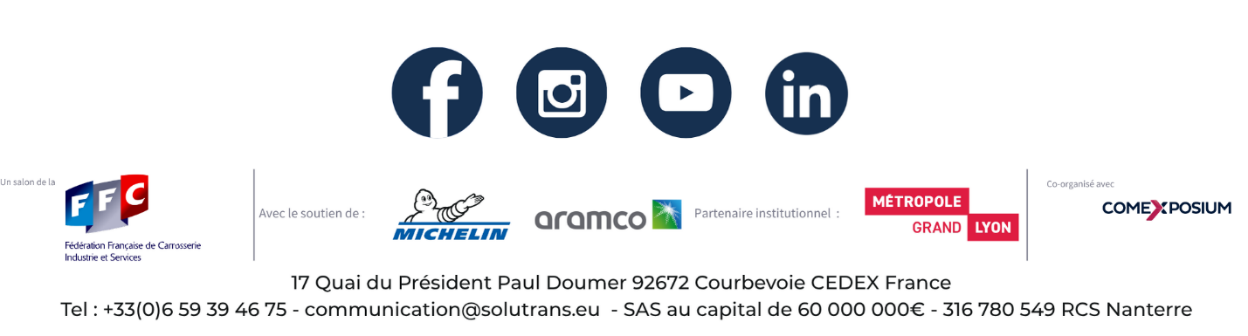 Un salon de la
FFC
Fédération Française de Carrosserie
Industrie et Services
Avec le soutien de :
MICHELIN
aramco
Partenaire institutionnel :
MÉTROPOLE
GRAND LYON
Co-organisé avec
COMEXPOSIUM
17 Quai du Président Paul Doumer 92672 Courbevoie CEDEX France
Tel : +33(0)6 59 39 46 75 - communication@solutrans.eu - SAS au capital de 60 000 000€ - 316 780 549 RCS Nanterre